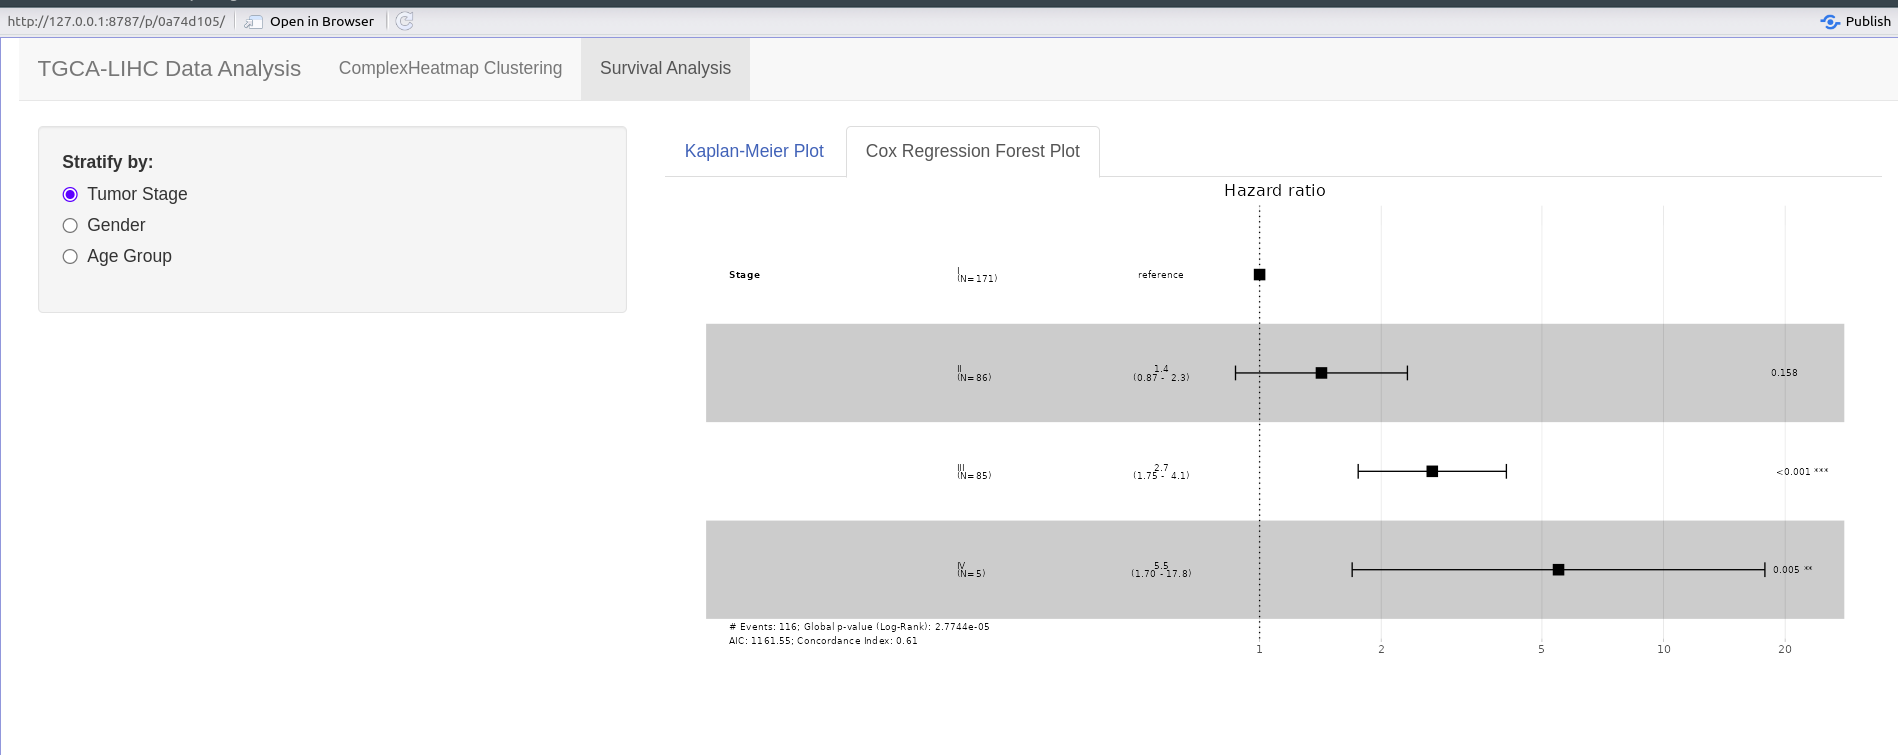 http://127.0.0.1:8787/p/0a74d105/ Open in Browser Publish
TGCA-LIHC Data Analysis ComplexHeatmap Clustering Survival Analysis
Stratify by:
Tumor Stage
Gender
Age Group
Kaplan-Meier Plot Cox Regression Forest Plot
Hazard ratio
Stage
I
(N=171)
reference
II
(N=86)
1.4
(0.87 - 2.3)
0.158
III
(N=85)
2.7
(1.75 - 4.1)
<0.001 ***
IV
(N=5)
5.5
(1.70 - 17.8)
0.005 **
# Events: 116; Global p-value (Log-Rank): 2.7744e-05
AIC: 1161.55; Concordance Index: 0.61
1 2 5 10 20